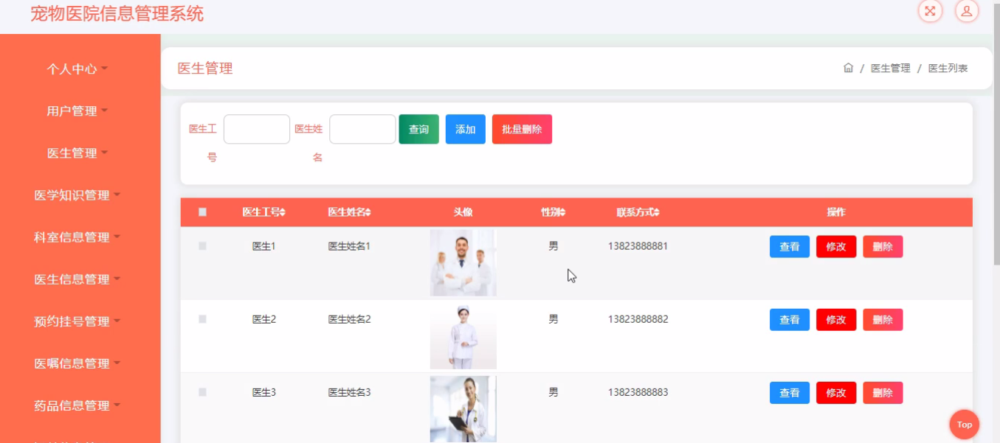 宠物医院信息管理系统
个人中心
用户管理
医生管理
医学知识管理
科室信息管理
医生信息管理
预约挂号管理
医嘱信息管理
药品信息管理
医生管理
/ 医生管理 / 医生列表
医生工号
医生姓名
查询 添加 批量删除
医生工号 医生姓名 头像 性别 联系方式 操作
医生1 医生姓名1 男 13823888881 查看 修改 删除
医生2 医生姓名2 男 13823888882 查看 修改 删除
医生3 医生姓名3 男 13823888883 查看 修改 删除
Top